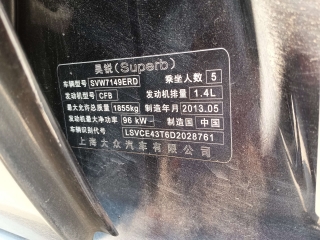 昊锐(Superb)
车辆型号 SVW7149ERD 乘坐人数 5
发动机型号 CFB 发动机排量 1.4L
最大允许总质量 1855kg 制造年月 2013.05
发动机最大净功率 96 kW 制造国 中国
车辆识别代号 LSVCE43T6D2028761
上海大众汽车有限公司